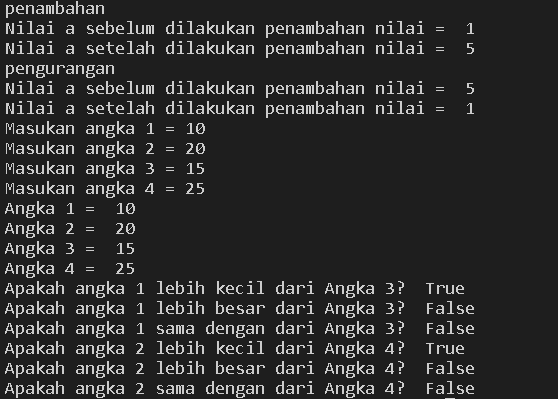 penambahan
Nilai a sebelum dilakukan penambahan nilai =  1
Nilai a setelah dilakukan penambahan nilai =  5
pengurangan
Nilai a sebelum dilakukan penambahan nilai =  5
Nilai a setelah dilakukan penambahan nilai =  1
Masukan angka 1 = 10
Masukan angka 2 = 20
Masukan angka 3 = 15
Masukan angka 4 = 25
Angka 1 =  10
Angka 2 =  20
Angka 3 =  15
Angka 4 =  25
Apakah angka 1 lebih kecil dari Angka 3?  True
Apakah angka 1 lebih besar dari Angka 3?  False
Apakah angka 1 sama dengan dari Angka 3?  False
Apakah angka 2 lebih kecil dari Angka 4?  True
Apakah angka 2 lebih besar dari Angka 4?  False
Apakah angka 2 sama dengan dari Angka 4?  False